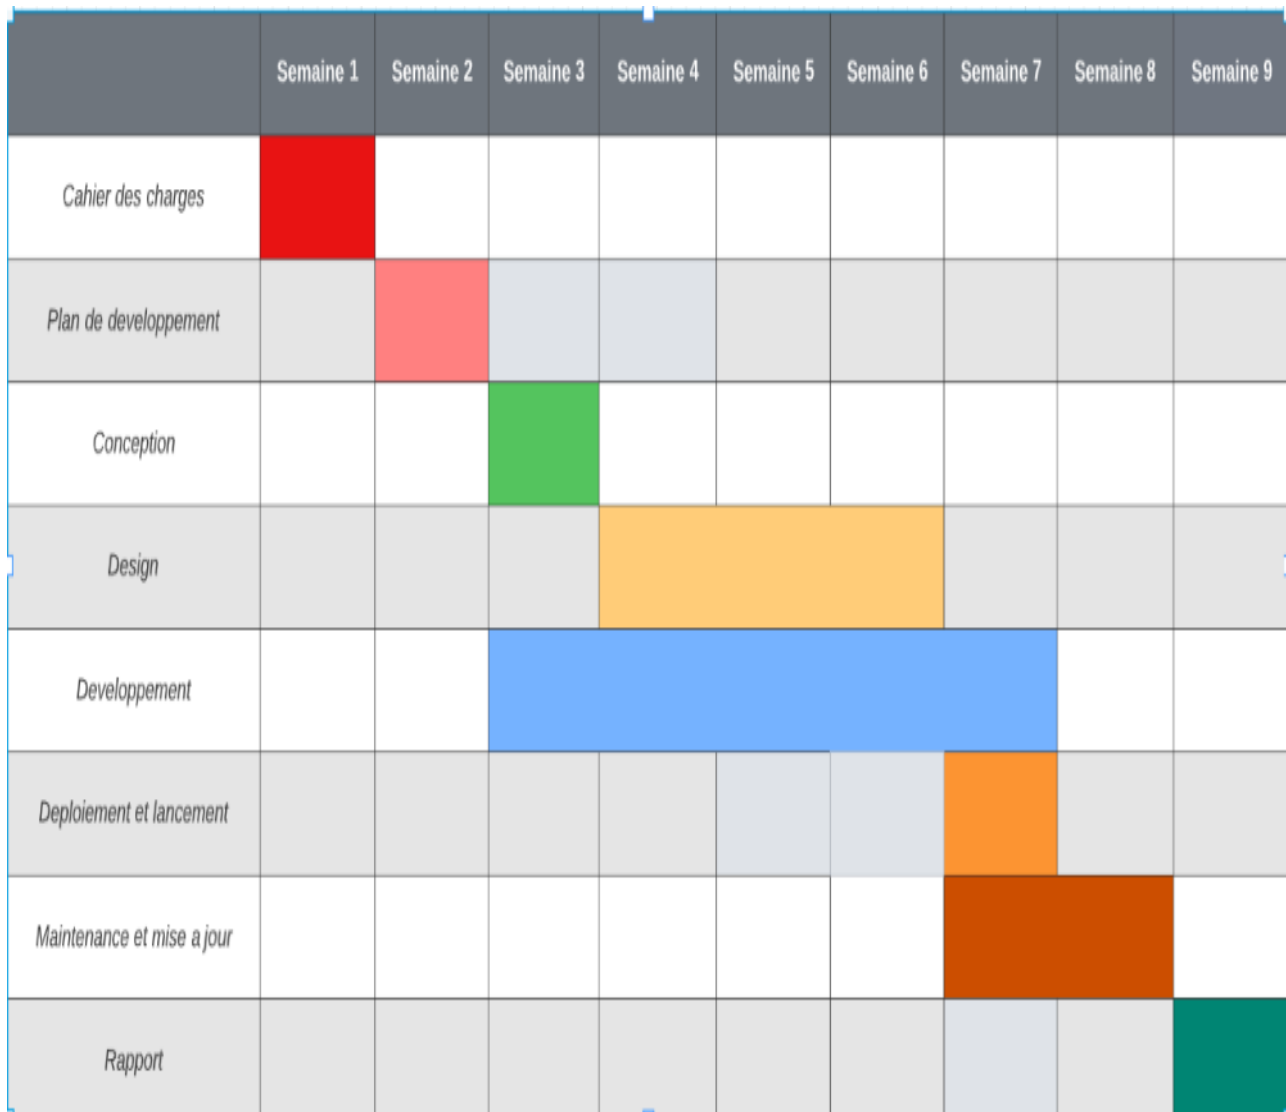 Semaine 1
Semaine 2
Semaine 3
Semaine 4
Semaine 5
Semaine 6
Semaine 7
Semaine 8
Semaine 9
Cahier des charges
Plan de developpement
Conception
Design
Developpement
Deploiement et lancement
Maintenance et mise a jour
Rapport